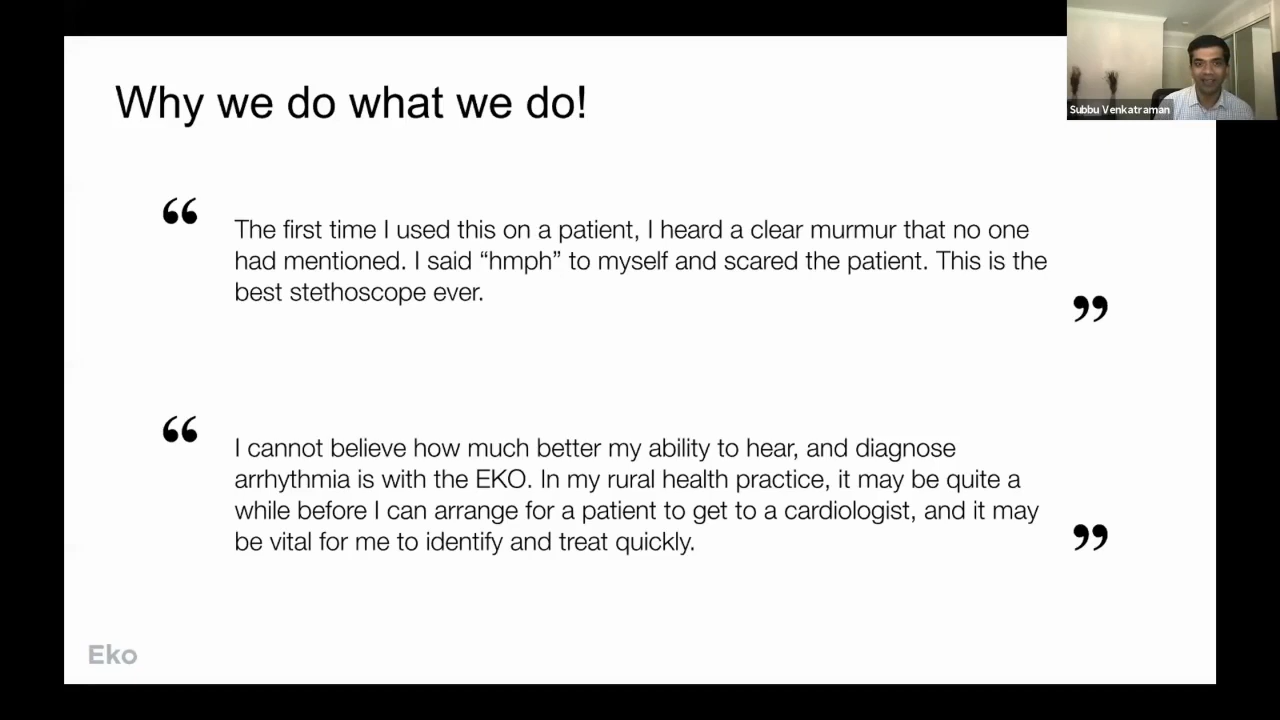 Why we do what we do!
Subbu Venkatraman
“
The first time I used this on a patient, I heard a clear murmur that no one
had mentioned. I said “hmph” to myself and scared the patient. This is the
best stethoscope ever.
”
“
I cannot believe how much better my ability to hear, and diagnose
arrhythmia is with the EKO. In my rural health practice, it may be quite a
while before I can arrange for a patient to get to a cardiologist, and it may
be vital for me to identify and treat quickly.
”
Eko